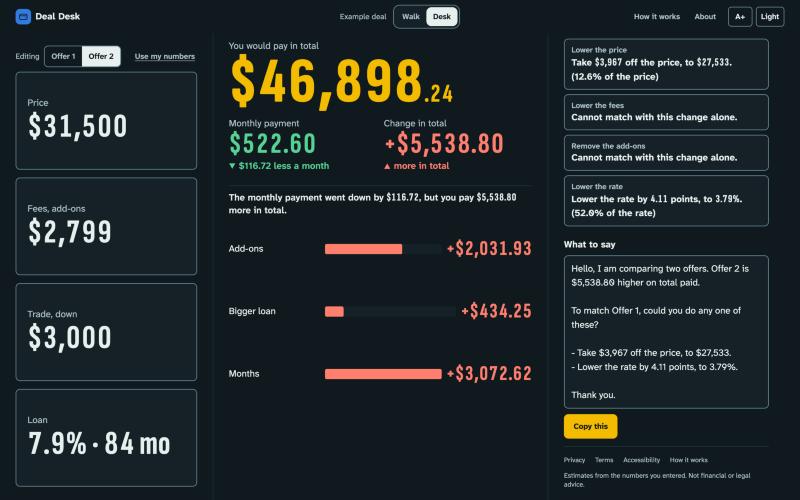 Deal Desk
Example deal
Walk
Desk
How it works
About
A+
Light
Editing
Offer 1
Offer 2
Use my numbers
Price
$31,500
Fees, add-ons
$2,799
Trade, down
$3,000
Loan
7.9% · 84 mo
You would pay in total
$46,898.24
Monthly payment
$522.60
▼ $116.72 less a month
Change in total
+$5,538.80
▲ more in total
The monthly payment went down by $116.72, but you pay $5,538.80
more in total.
Add-ons
+$2,031.93
Bigger loan
+$434.25
Months
+$3,072.62
Lower the price
Take $3,967 off the price, to $27,533.
(12.6% of the price)
Lower the fees
Cannot match with this change alone.
Remove the add-ons
Cannot match with this change alone.
Lower the rate
Lower the rate by 4.11 points, to 3.79%.
(52.0% of the rate)
What to say
Hello, I am comparing two offers. Offer 2 is
$5,538.80 higher on total paid.
To match Offer 1, could you do any one of
these?
- Take $3,967 off the price, to $27,533.
- Lower the rate by 4.11 points, to 3.79%.
Thank you.
Copy this
Privacy
Terms
Accessibility
How it works
Estimates from the numbers you entered. Not financial or legal
advice.